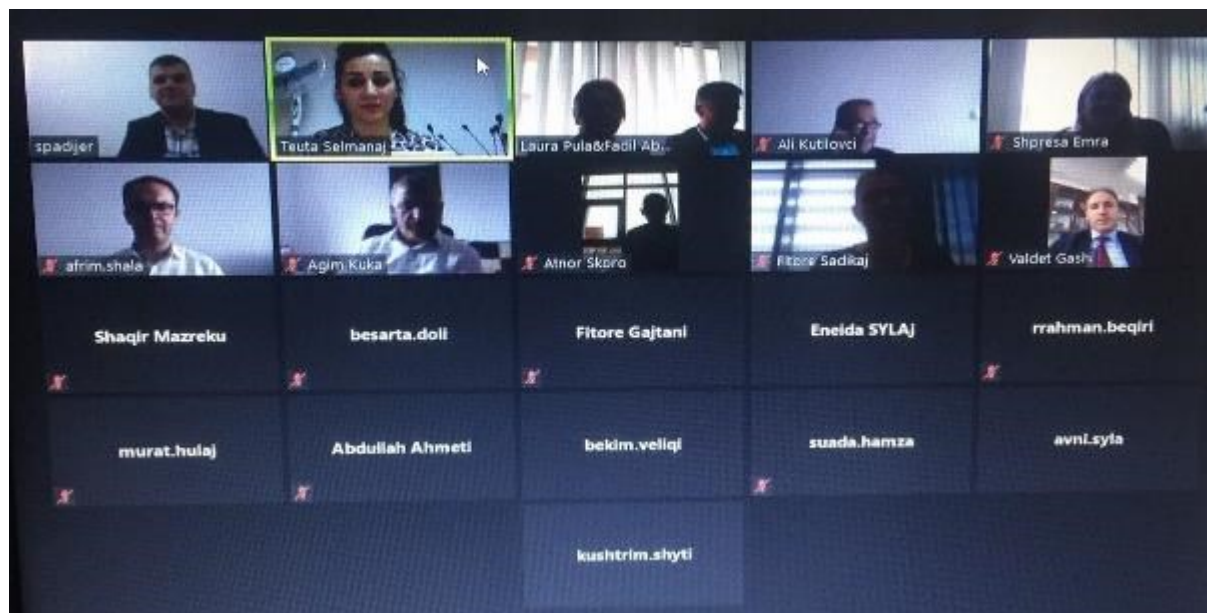 spadijer
Teuta Selmanaj
Laura Pula&Fadil Ab...
Ali Kutllovci
Shpresa Emra
afrim.shala
Agim Kuka
Atnor Skoro
Fitore Sadikaj
Valdet Gashi
Shaqir Mazreku
besarta.doli
Fitore Gajtani
Eneida SYLAj
rrahman.beqiri
murat.hulaj
Abdullah Ahmeti
bekim.veliqi
suada.hamza
avni.syla
kushtrim.shyti